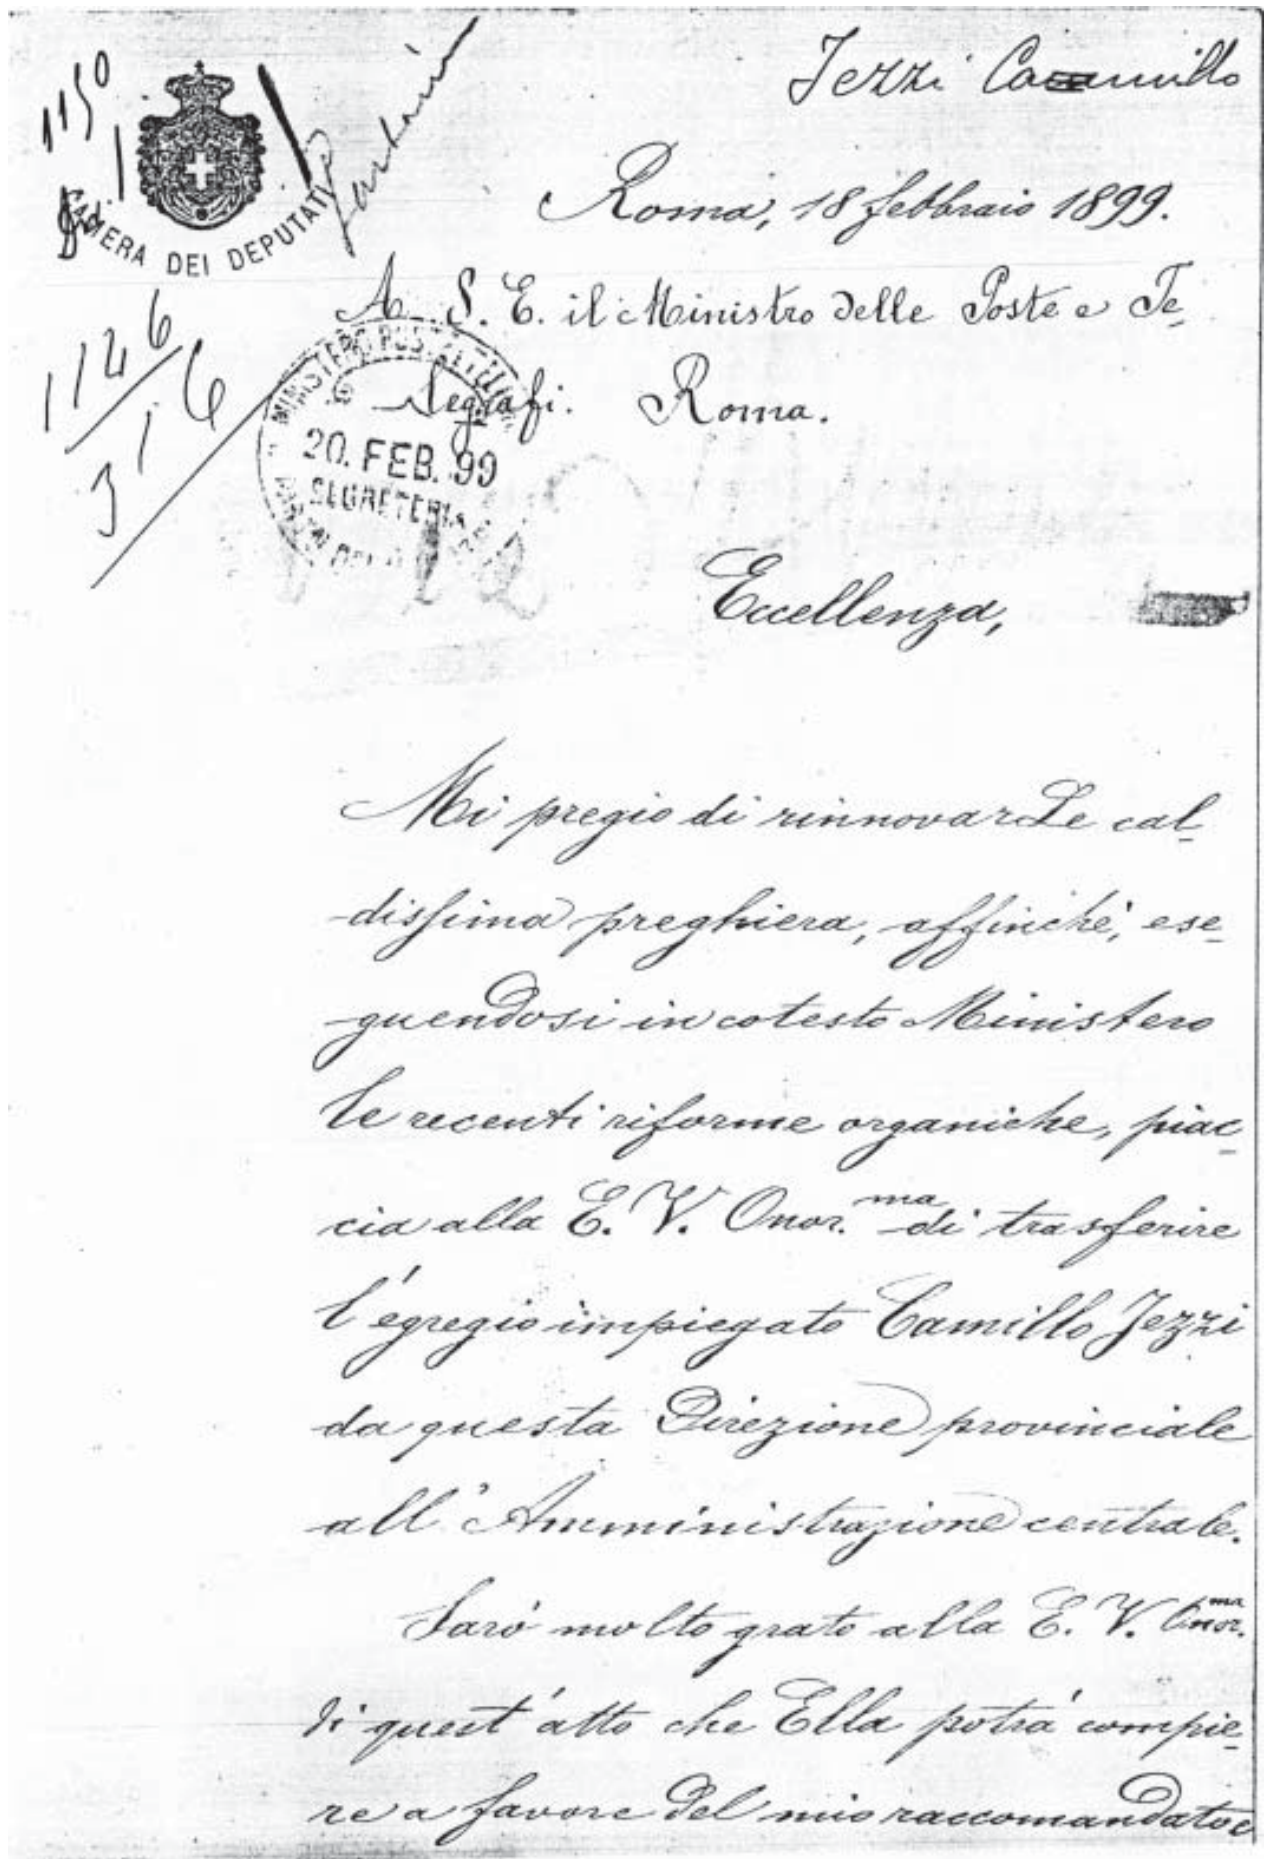 Jezzi Camillo
1150
CAMERA DEI DEPUTATI
Roma, 18 febbraio 1899.
A S. E. il Ministro delle Poste e Te-
legrafi. Roma.
1146
316
20. FEB. 99
SEGRETERIA
Eccellenza,
Mi pregio di rinnovarLe cal-
dissima preghiera, affinchè, ese-
guendosi in cotesto Ministero
le recenti riforme organiche, piac-
cia alla E. V. Onor.ma di trasferire
l'egregio impiegato Camillo Jezzi
da questa Direzione provinciale
all'Amministrazione centrale.
Sarò molto grato alla E. V. Onor.ma
di quest'atto che Ella potrà compie-
re a favore del mio raccomandato e